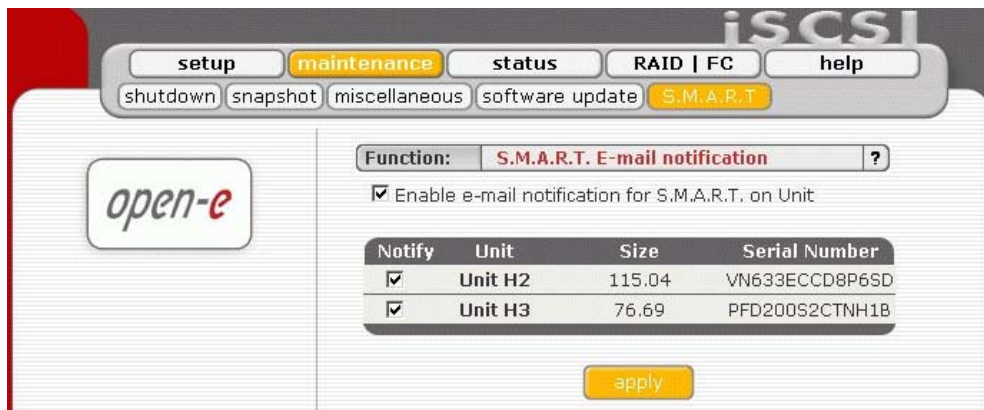 iSCSI
setup maintenance status RAID | FC help
shutdown snapshot miscellaneous software update S.M.A.R.T
open-e
Function: S.M.A.R.T. E-mail notification ?
Enable e-mail notification for S.M.A.R.T. on Unit
Notify Unit Size Serial Number
Unit H2 115.04 VN633ECCD8P6SD
Unit H3 76.69 PFD200S2CTNH1B
apply